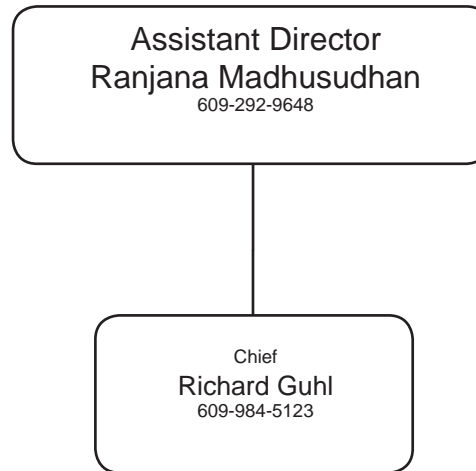 Assistant Director
Ranjana Madhusudhan
609-292-9648
Chief
Richard Guhl
609-984-5123